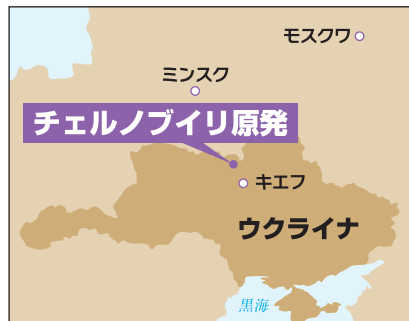 モスクワ
ミンスク
チェルノブイリ原発
キエフ
ウクライナ
黒海